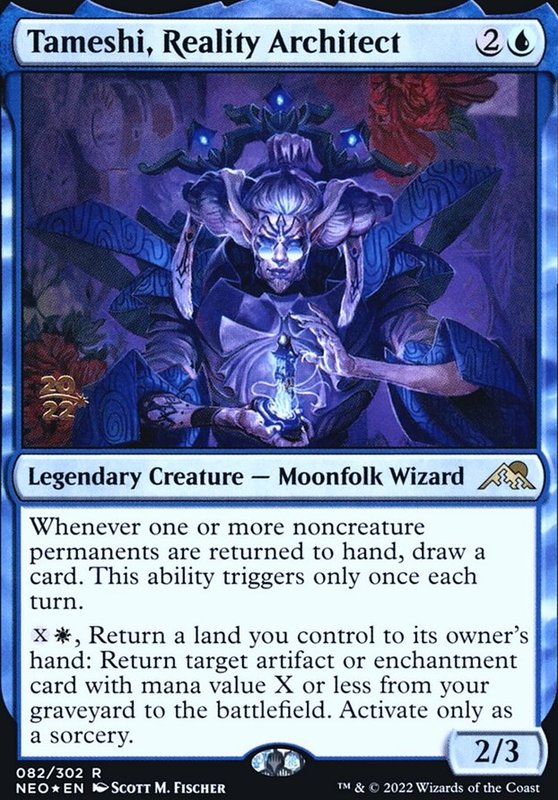 Tameshi, Reality Architect 2
20
22
Legendary Creature — Moonfolk Wizard
Whenever one or more noncreature
permanents are returned to hand, draw a
card. This ability triggers only once each
turn.
X, Return a land you control to its owner's
hand: Return target artifact or enchantment
card with mana value X or less from your
graveyard to the battlefield. Activate only as
a sorcery.
2/3
082/302 R
NEO★EN Scott M. Fischer
™ & © 2022 Wizards of the Coast